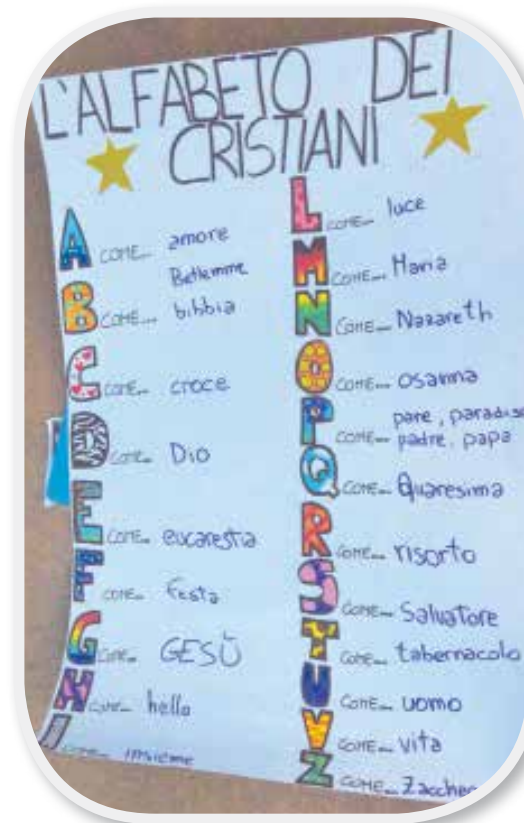 L'ALFABETO DEI
CRISTIANI
A COME... amore
Betlemme
B COME... bibbia
C COME... croce
D COME... Dio
E COME... eucarestia
F COME... festa
G COME... GESÙ
H COME... hello
I COME... insieme
L COME... luce
M COME... Maria
N COME... Nazareth
O COME... osanna
pare, paradiso
P COME... padre, papa
Q COME... Quaresima
R COME... risorto
S COME... Salvatore
T COME... tabernacolo
U COME... uomo
V COME... vita
Z COME... Zacche